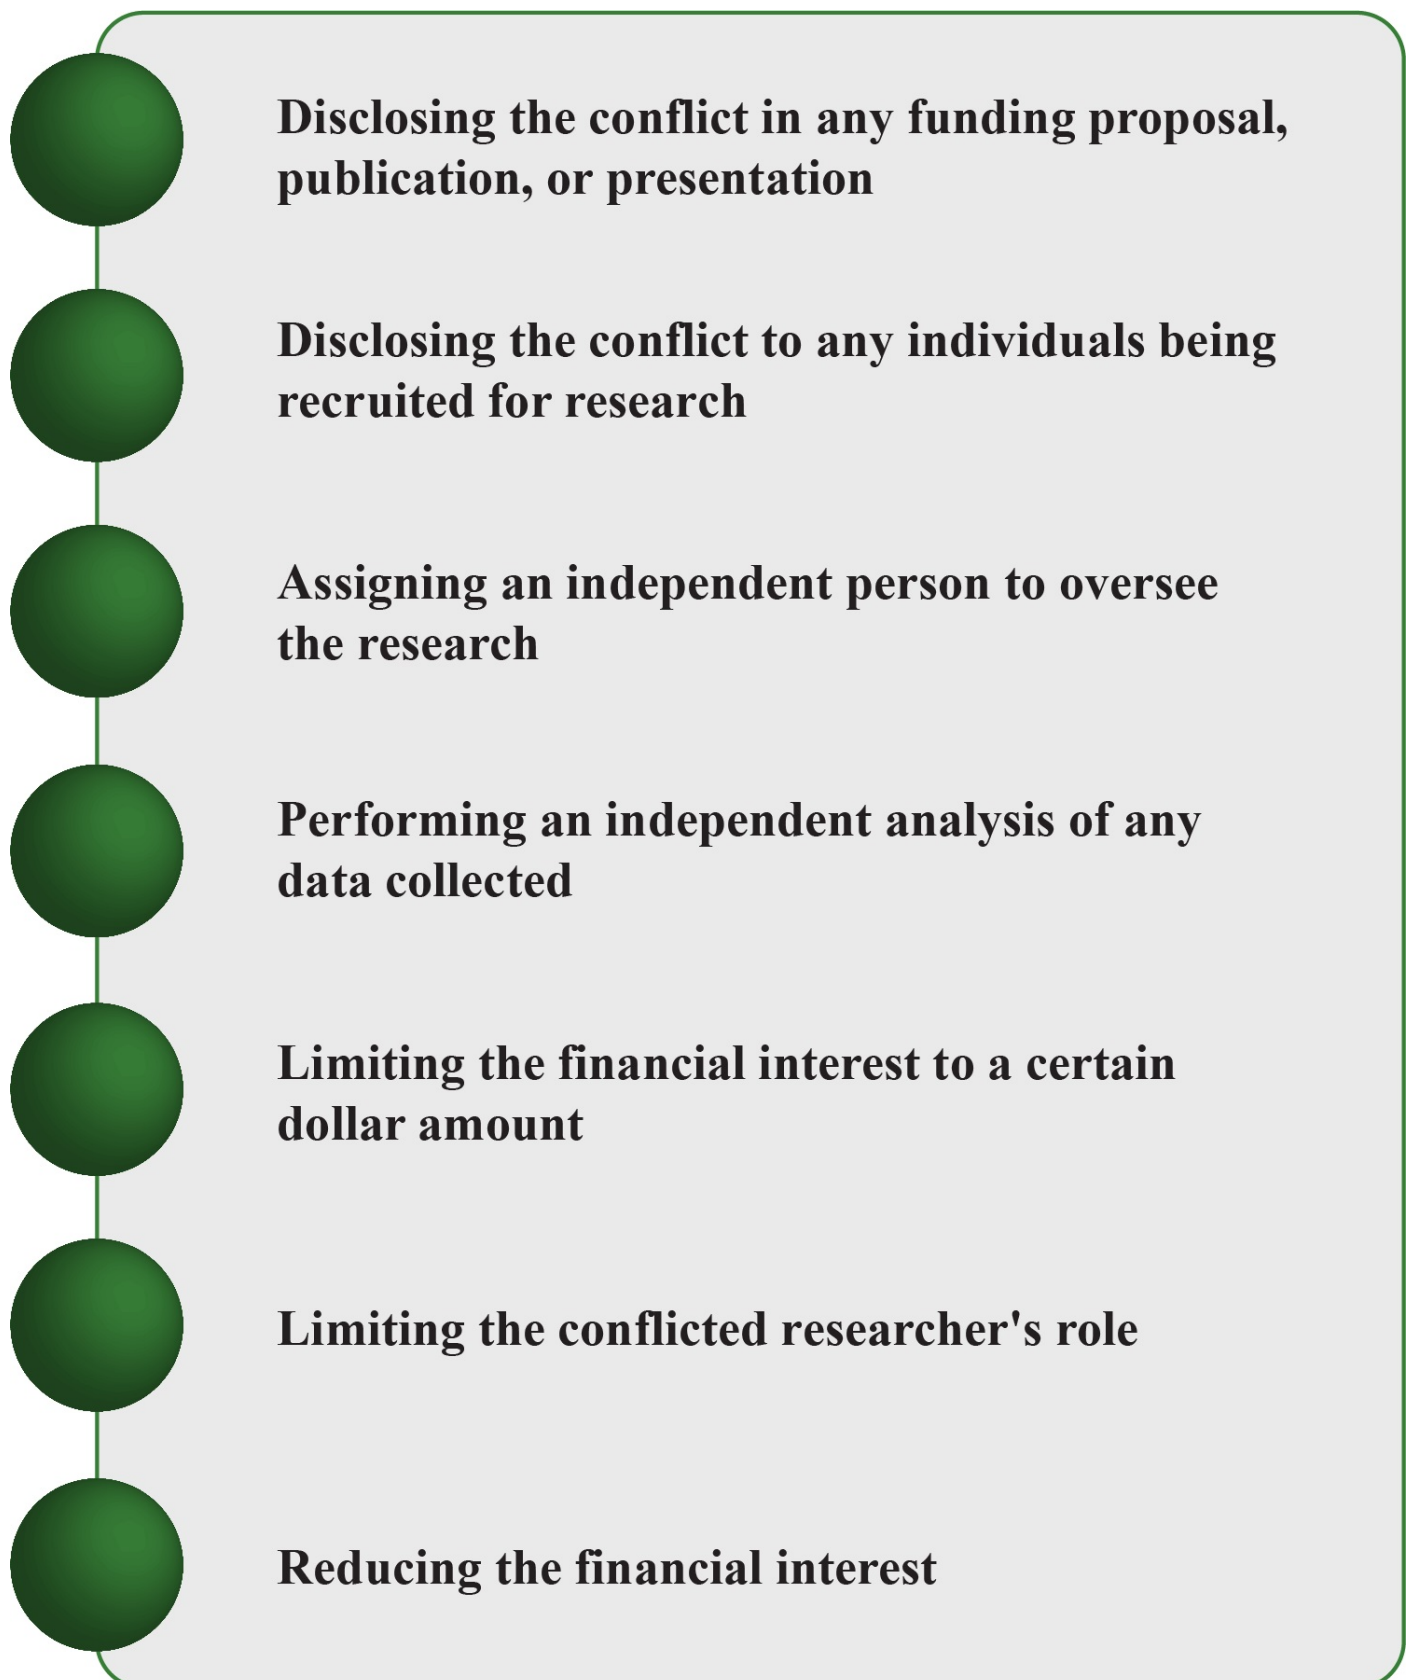 Disclosing the conflict in any funding proposal,
publication, or presentation
Disclosing the conflict to any individuals being
recruited for research
Assigning an independent person to oversee
the research
Performing an independent analysis of any
data collected
Limiting the financial interest to a certain
dollar amount
Limiting the conflicted researcher's role
Reducing the financial interest